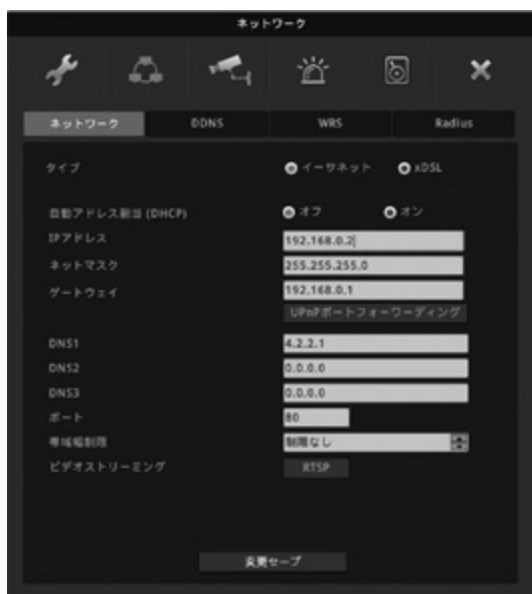 ネットワーク
ネットワーク DDNS WRS Radius
タイプ イーサネット xDSL
自動アドレス割当 (DHCP) オフ オン
IPアドレス 192.168.0.2
ネットマスク 255.255.255.0
ゲートウェイ 192.168.0.1
UPnPポートフォーワーディング
DNS1 4.2.2.1
DNS2 0.0.0.0
DNS3 0.0.0.0
ポート 80
帯域幅制限 制限なし
ビデオストリーミング RTSP
変更セーブ